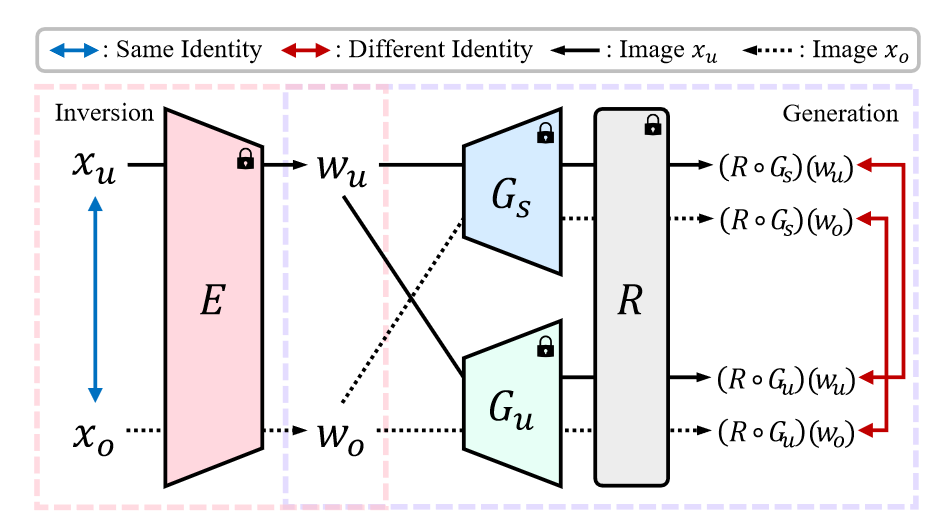 : Same Identity : Different Identity : Image x_u : Image x_o
Inversion Generation
x_u w_u (R ∘ G_s)(w_u)
G_s
(R ∘ G_s)(w_o)
E R
(R ∘ G_u)(w_u)
G_u
x_o w_o (R ∘ G_u)(w_o)